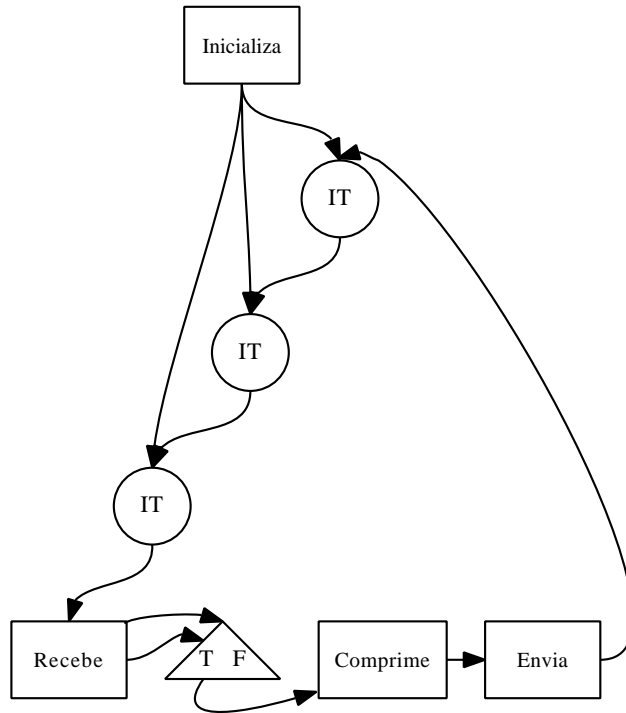 Inicializa
IT
IT
IT
Recebe
T F
Comprime
Envia